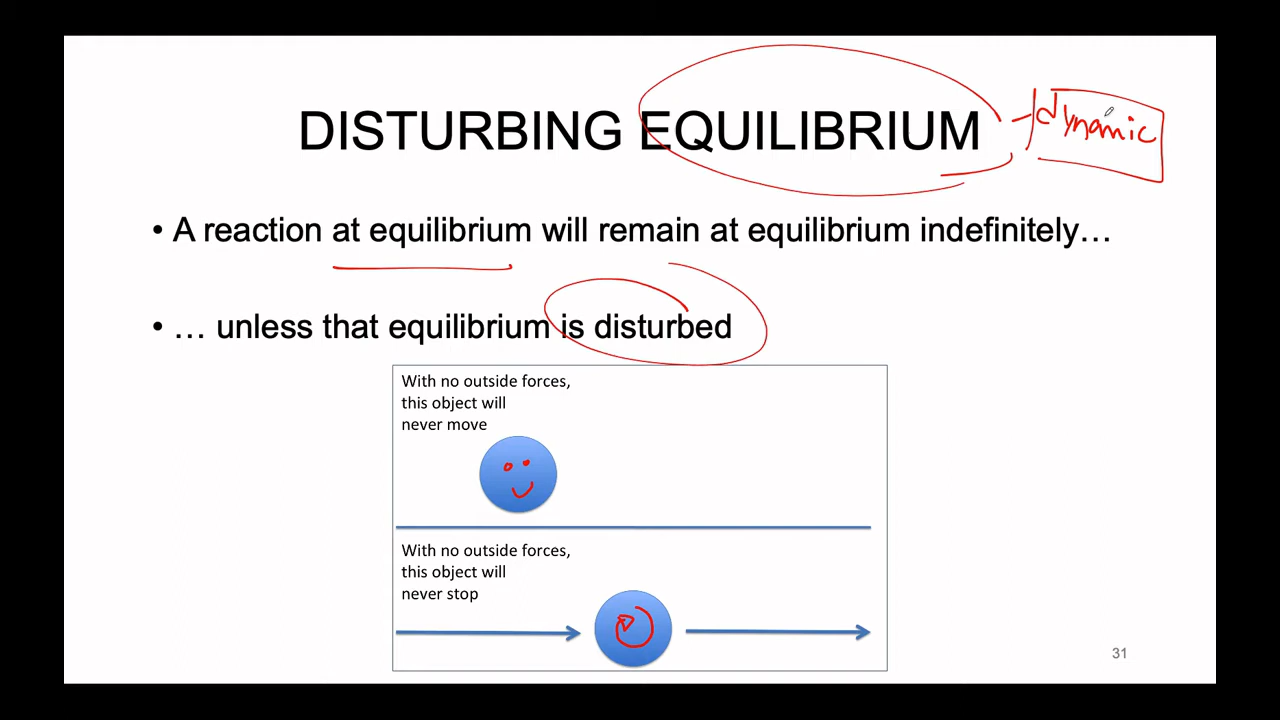 DISTURBING EQUILIBRIUM
dynamic
• A reaction at equilibrium will remain at equilibrium indefinitely…
• … unless that equilibrium is disturbed
With no outside forces,
this object will
never move
With no outside forces,
this object will
never stop
31